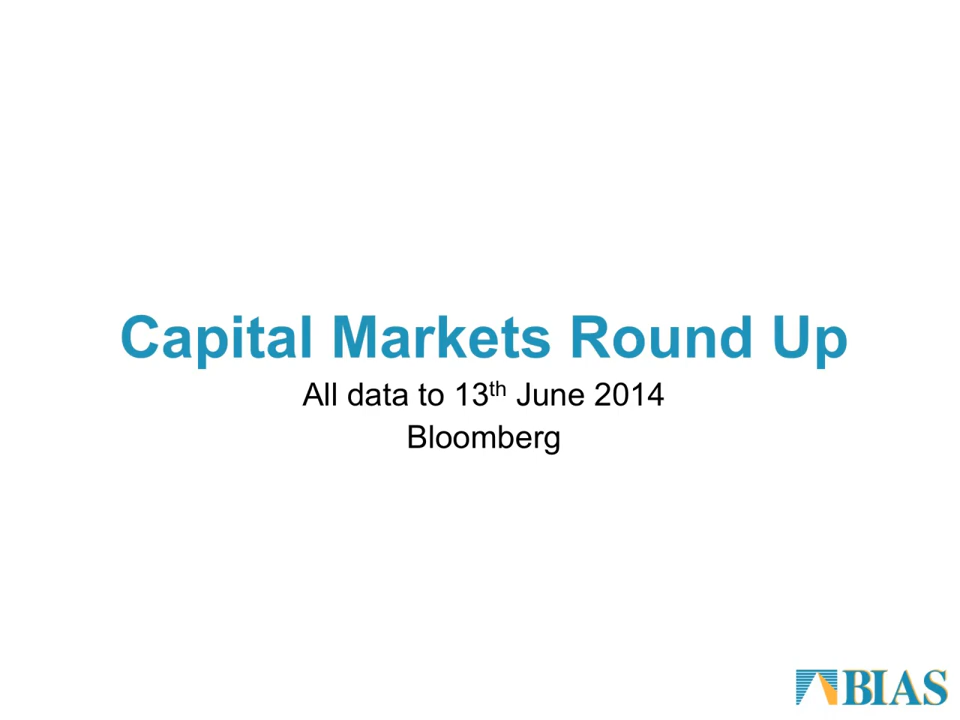 Capital Markets Round Up
All data to 13th June 2014
Bloomberg
BIAS